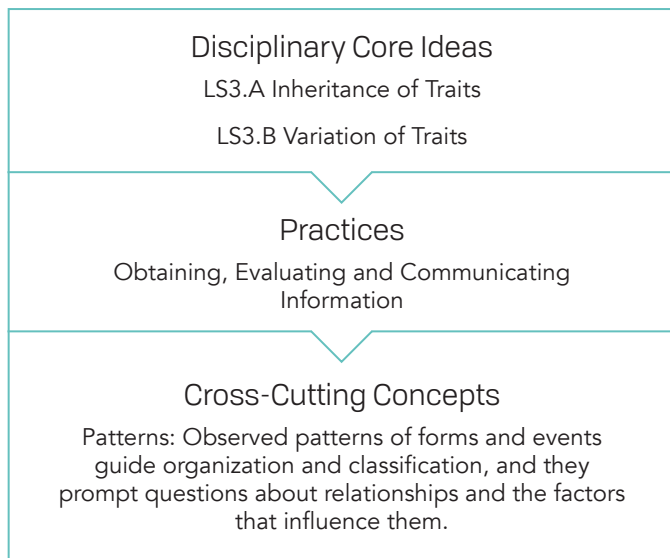 Disciplinary Core Ideas
LS3.A Inheritance of Traits
LS3.B Variation of Traits
Practices
Obtaining, Evaluating and Communicating
Information
Cross-Cutting Concepts
Patterns: Observed patterns of forms and events
guide organization and classification, and they
prompt questions about relationships and the factors
that influence them.